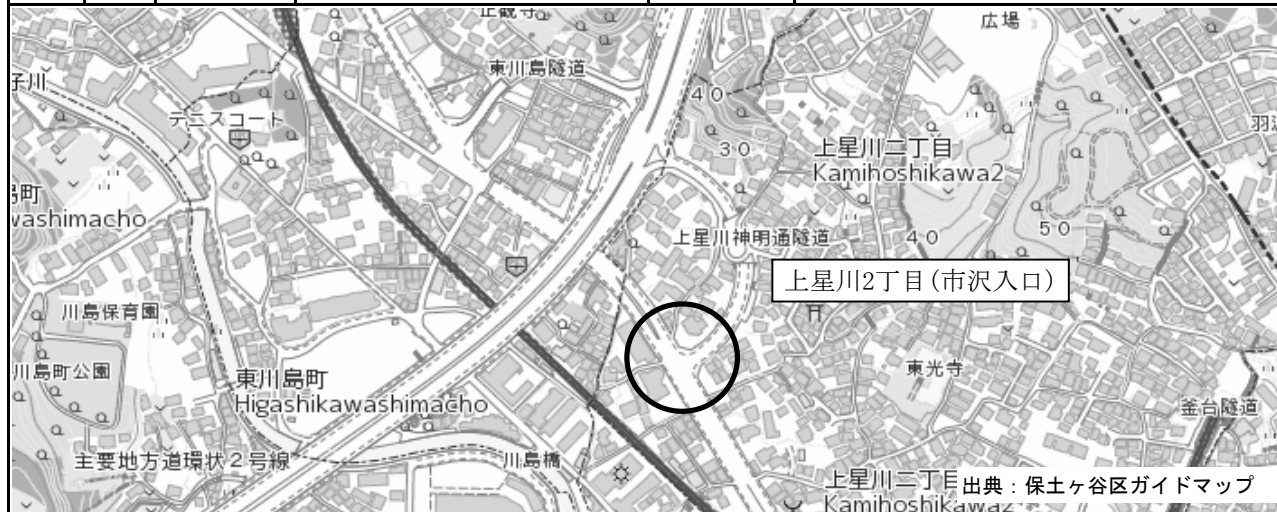 広場
東川島隧道
子川
テニスコート
40
30
上星川二丁目
Kamihoshikawa2
島町
washimacho
上星川神明通隧道
40
50
上星川2丁目(市沢入口)
川島保育園
川島町公園
東川島町
Higashikawashimacho
東光寺
釜台隧道
主要地方道環状2号線
川島橋
上星川二丁目
Kamihoshikawa2
出典：保土ヶ谷区ガイドマップ